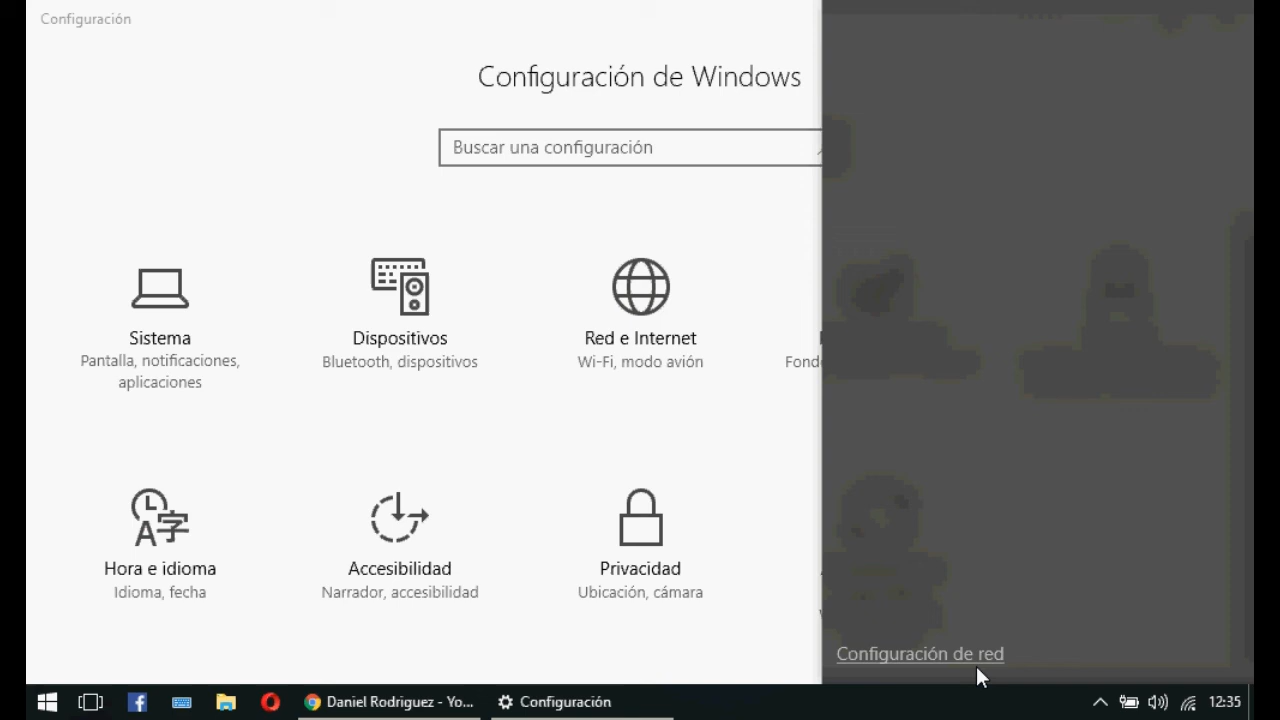 Configuración
Configuración de Windows
Buscar una configuración
Sistema
Pantalla, notificaciones,
aplicaciones
Dispositivos
Bluetooth, dispositivos
Red e Internet
Wi-Fi, modo avión
Fondo
Hora e idioma
Idioma, fecha
Accesibilidad
Narrador, accesibilidad
Privacidad
Ubicación, cámara
Configuración de red
Daniel Rodriguez - Yo...
Configuración
12:35